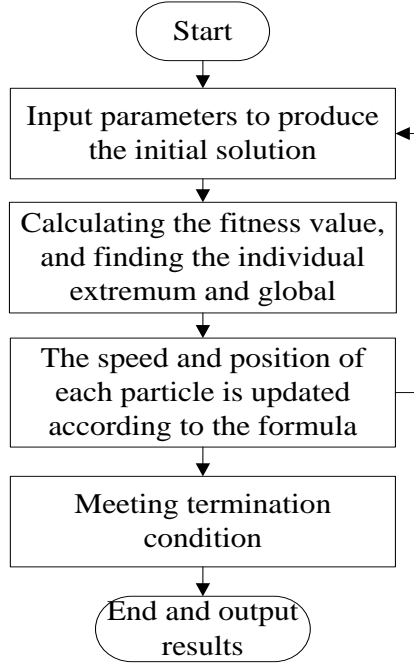 Start
Input parameters to produce
the initial solution
Calculating the fitness value,
and finding the individual
extremum and global
The speed and position of
each particle is updated
according to the formula
Meeting termination
condition
End and output
results